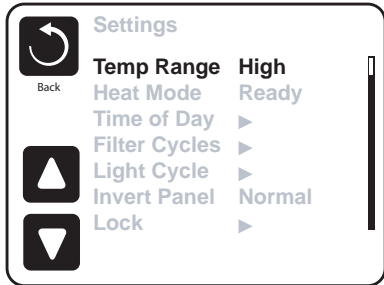 Settings
Back
Temp Range High
Heat Mode Ready
Time of Day ▶
Filter Cycles ▶
Light Cycle ▶
Invert Panel Normal
Lock ▶